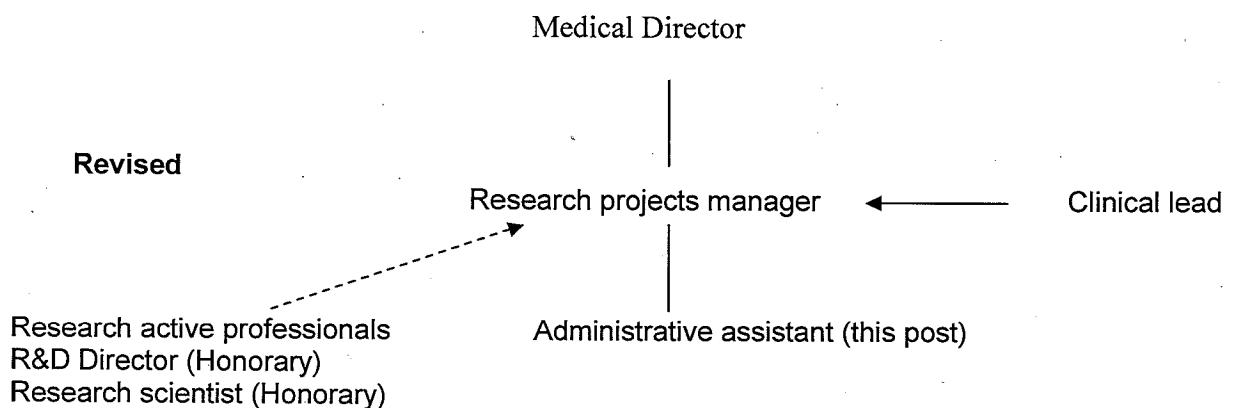 Medical Director
Revised
Research projects manager
Clinical lead
Research active professionals
R&D Director (Honorary)
Research scientist (Honorary)
Administrative assistant (this post)